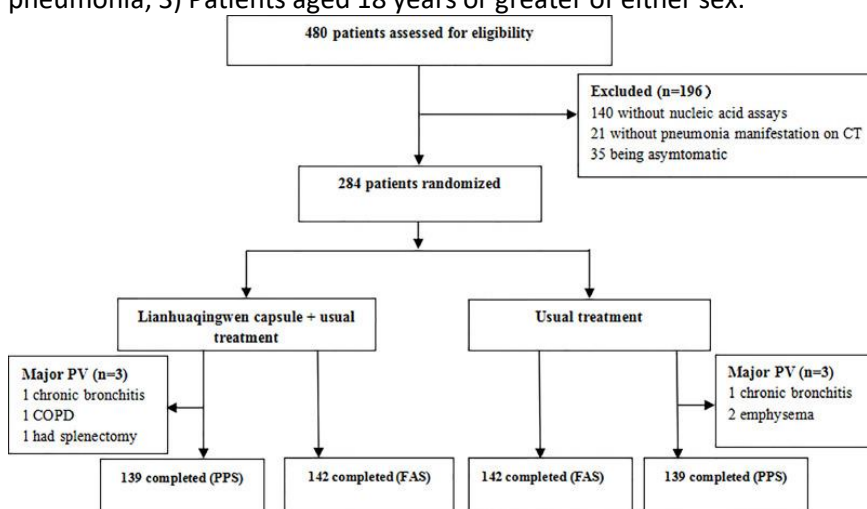 pneumonia; 3) Patients aged 18 years or greater of either sex.
480 patients assessed for eligibility
Excluded (n=196)
140 without nucleic acid assays
21 without pneumonia manifestation on CT
35 being asymtomatic
284 patients randomized
Lianhuaqingwen capsule + usual
treatment
Usual treatment
Major PV (n=3)
1 chronic bronchitis
1 COPD
1 had splenectomy
Major PV (n=3)
1 chronic bronchitis
2 emphysema
139 completed (PPS)
142 completed (FAS)
142 completed (FAS)
139 completed (PPS)